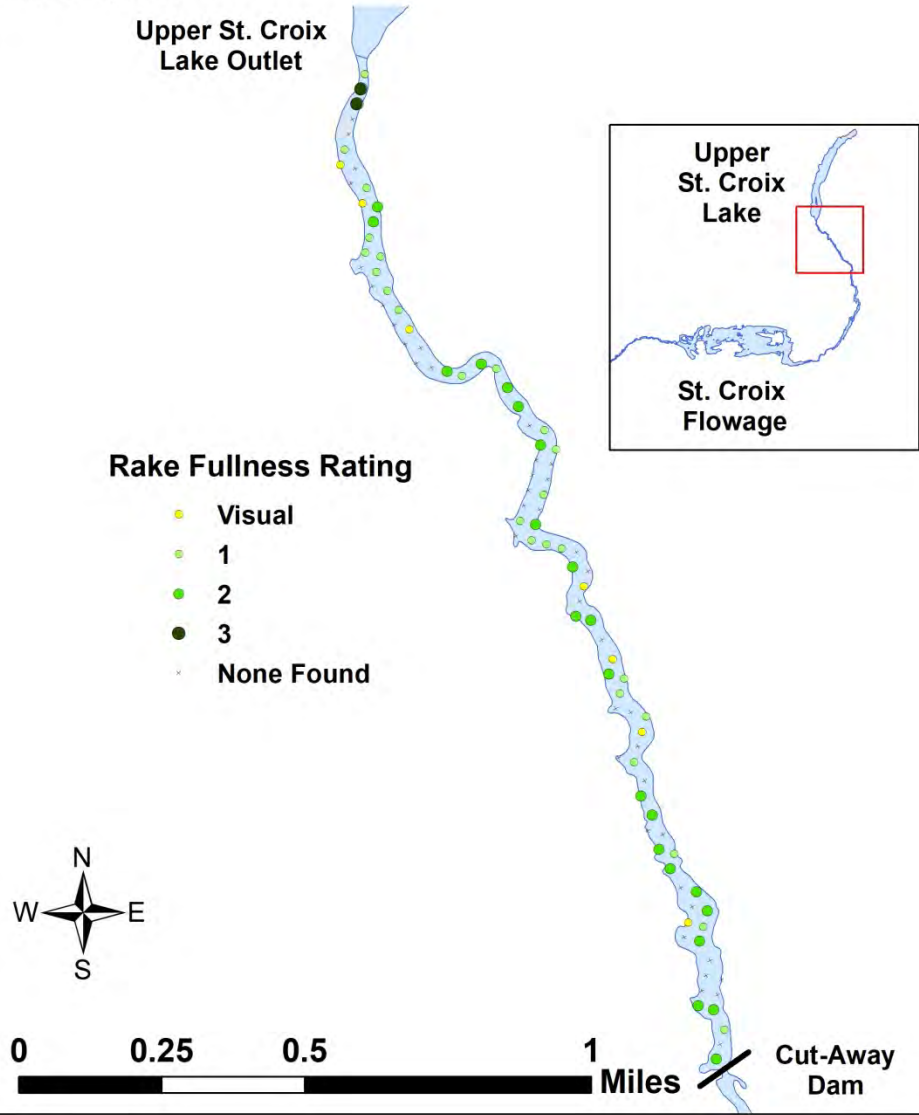 Upper St. Croix
Lake Outlet
Upper
St. Croix
Lake
St. Croix
Flowage
Rake Fullness Rating
Visual
1
2
3
None Found
N
W E
S
0 0.25 0.5 1
Miles
Cut-Away
Dam